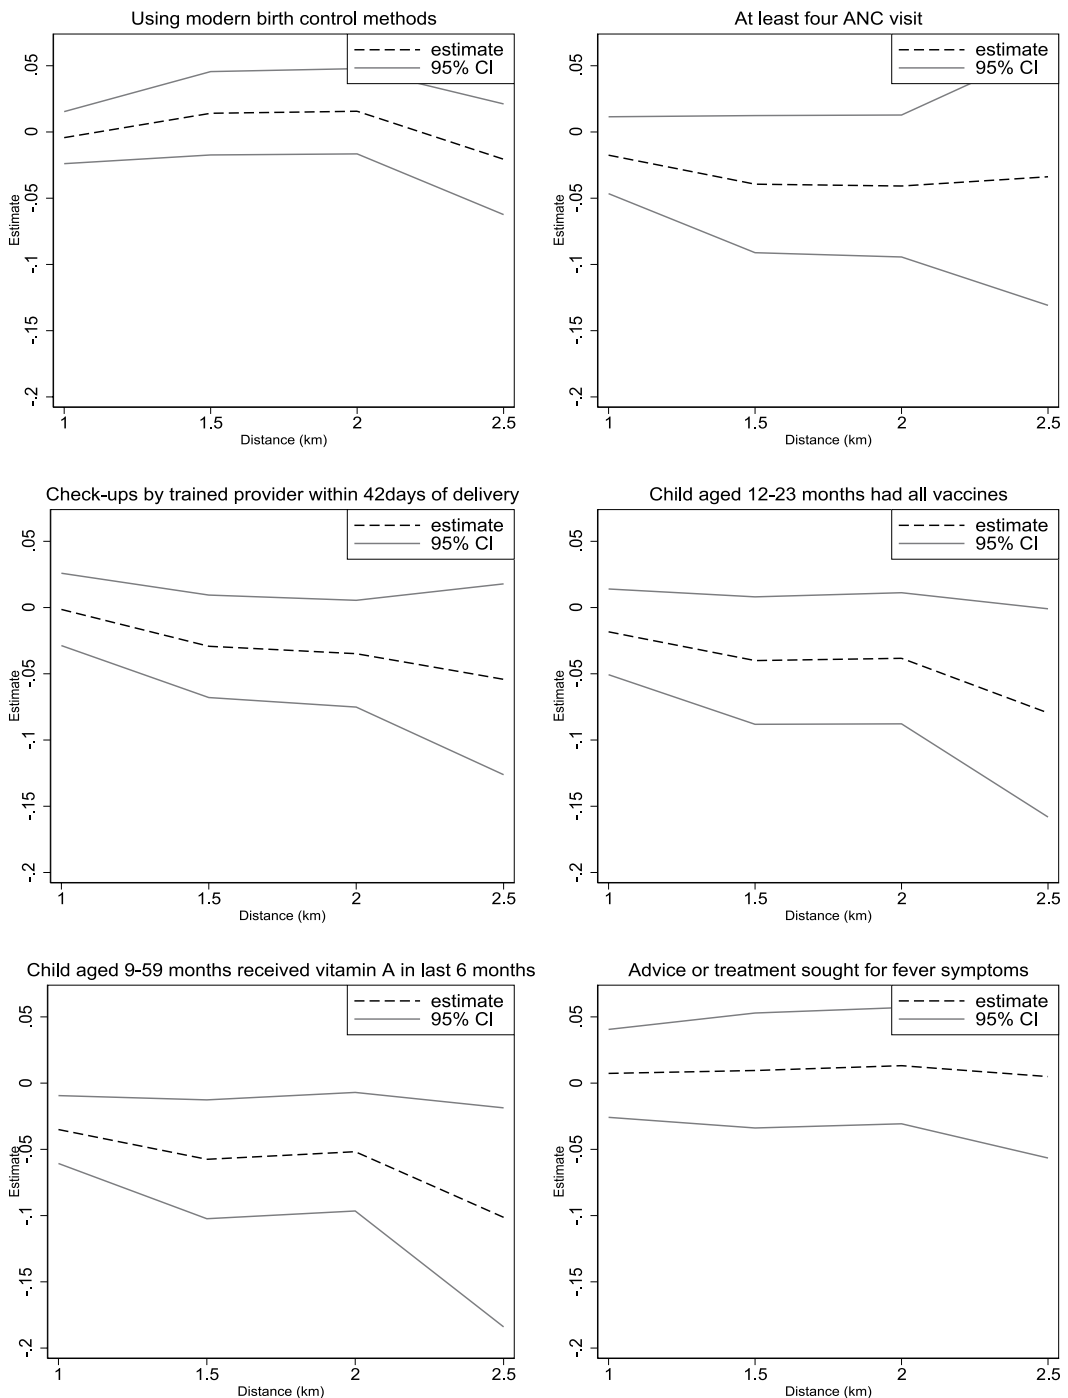 Using modern birth control methods
estimate
95% CI
Estimate
.05
0
-.05
-.1
-.15
-.2
1
1.5
2
2.5
Distance (km)
At least four ANC visit
estimate
95% CI
Estimate
.05
0
-.05
-.1
-.15
-.2
1
1.5
2
2.5
Distance (km)
Check-ups by trained provider within 42days of delivery
estimate
95% CI
Estimate
.05
0
-.05
-.1
-.15
-.2
1
1.5
2
2.5
Distance (km)
Child aged 12-23 months had all vaccines
estimate
95% CI
Estimate
.05
0
-.05
-.1
-.15
-.2
1
1.5
2
2.5
Distance (km)
Child aged 9-59 months received vitamin A in last 6 months
estimate
95% CI
Estimate
.05
0
-.05
-.1
-.15
-.2
1
1.5
2
2.5
Distance (km)
Advice or treatment sought for fever symptoms
estimate
95% CI
Estimate
.05
0
-.05
-.1
-.15
-.2
1
1.5
2
2.5
Distance (km)